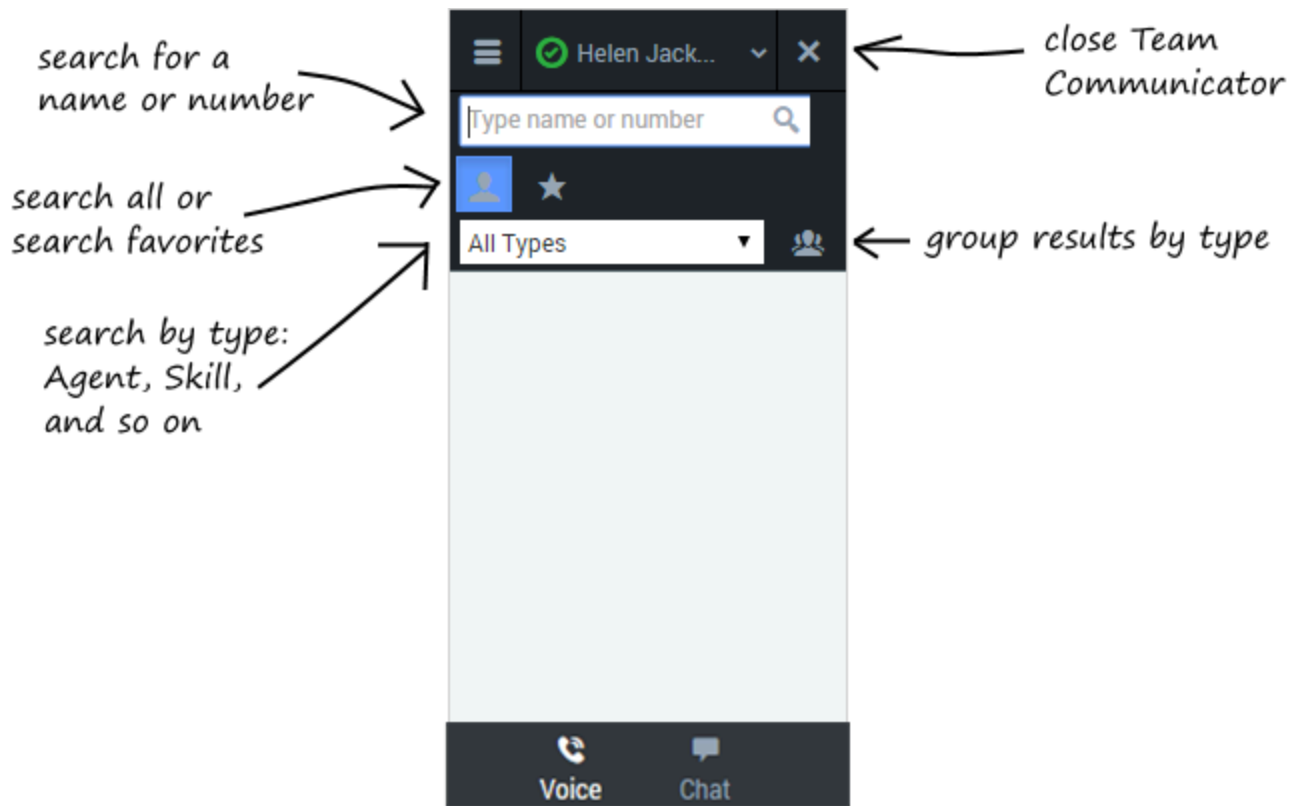 search for a
name or number
Helen Jack...
close Team
Communicator
Type name or number
search all or
search favorites
All Types
group results by type
search by type:
Agent, Skill,
and so on
Voice
Chat